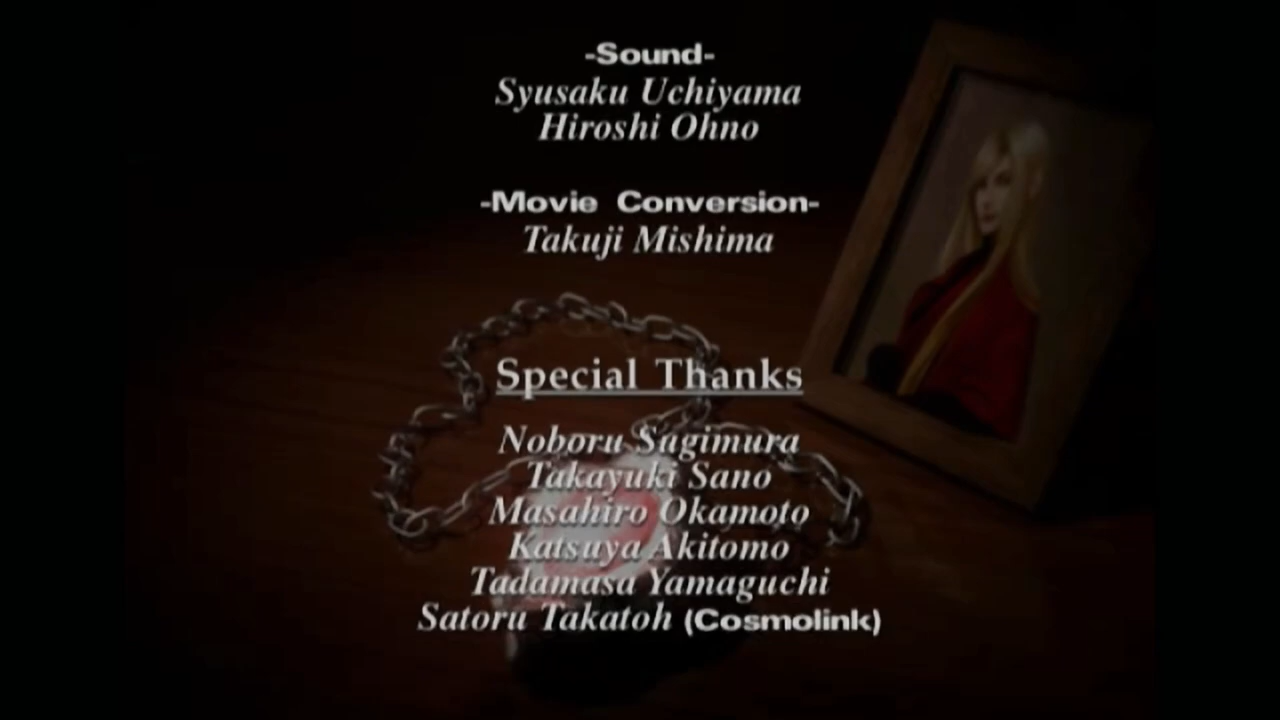 -Sound-
Syusaku Uchiyama
Hiroshi Ohno
-Movie Conversion-
Takuji Mishima
Special Thanks
Noboru Sugimura
Takayuki Sano
Masahiro Okamoto
Katsuya Akitomo
Tadamasa Yamaguchi
Satoru Takatoh (Cosmolink)